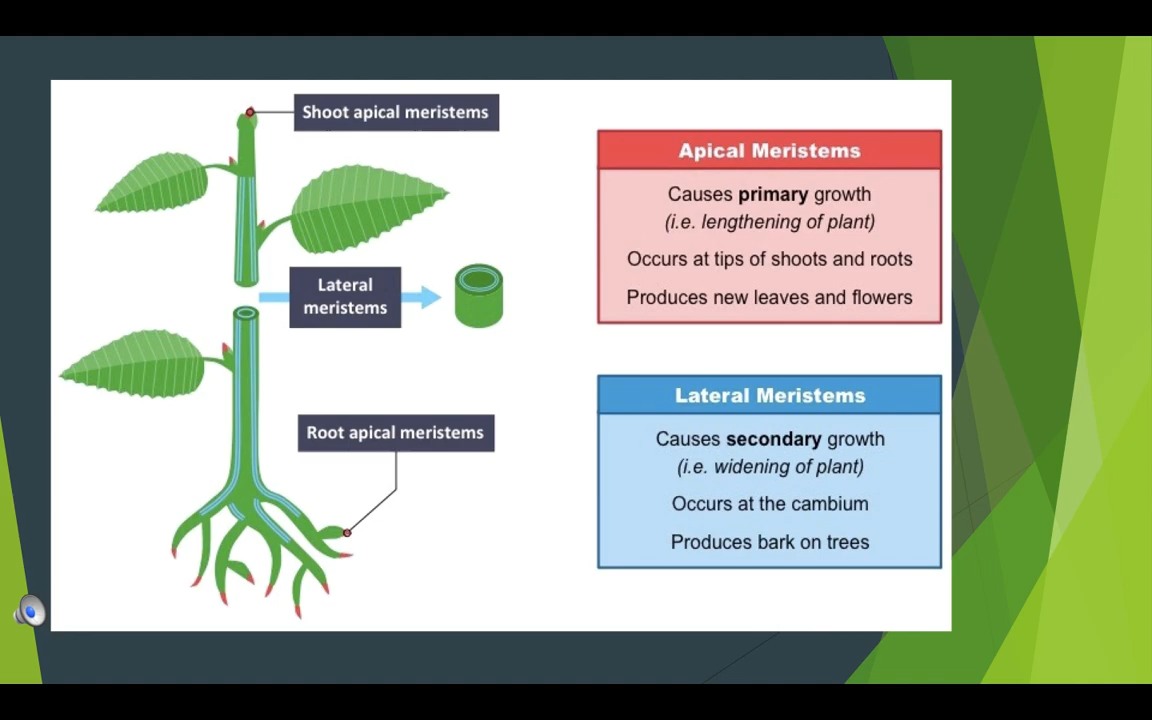 Shoot apical meristems
Lateral
meristems
Root apical meristems
Apical Meristems
Causes primary growth
(i.e. lengthening of plant)
Occurs at tips of shoots and roots
Produces new leaves and flowers
Lateral Meristems
Causes secondary growth
(i.e. widening of plant)
Occurs at the cambium
Produces bark on trees